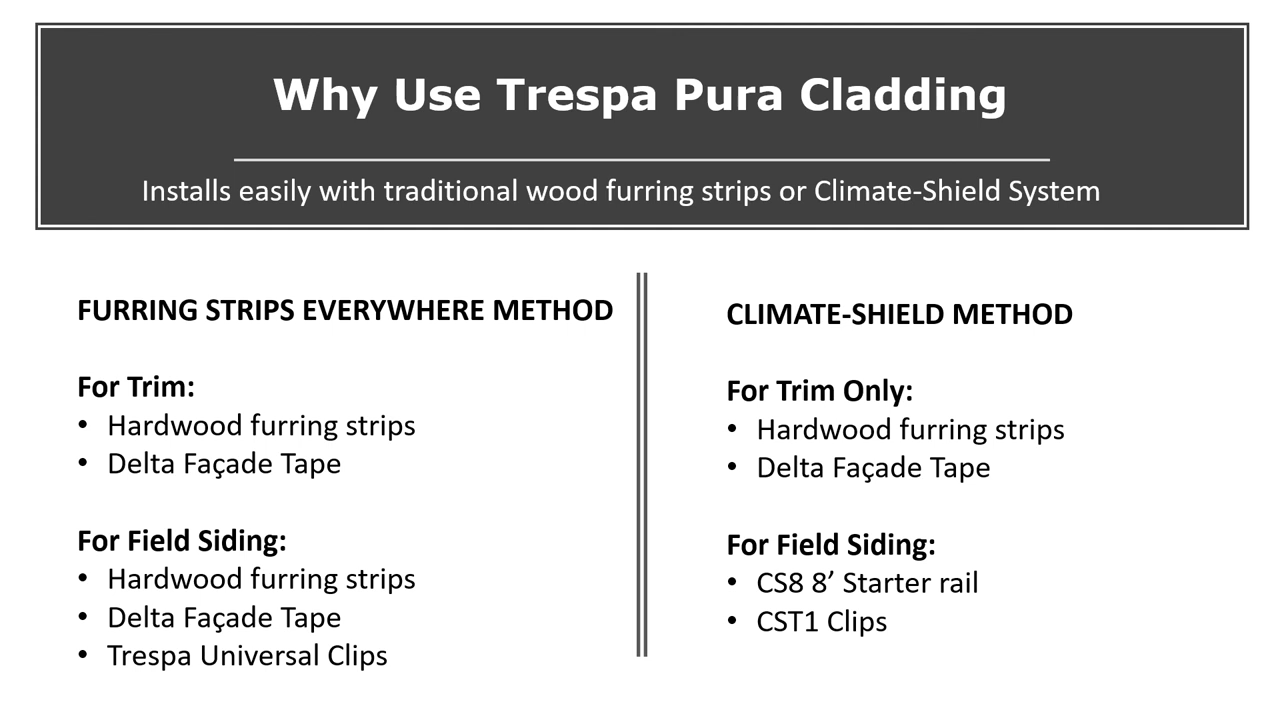 Why Use Trespa Pura Cladding
Installs easily with traditional wood furring strips or Climate-Shield System
FURRING STRIPS EVERYWHERE METHOD
For Trim:
• Hardwood furring strips
• Delta Façade Tape
For Field Siding:
• Hardwood furring strips
• Delta Façade Tape
• Trespa Universal Clips
CLIMATE-SHIELD METHOD
For Trim Only:
• Hardwood furring strips
• Delta Façade Tape
For Field Siding:
• CS8 8’ Starter rail
• CST1 Clips